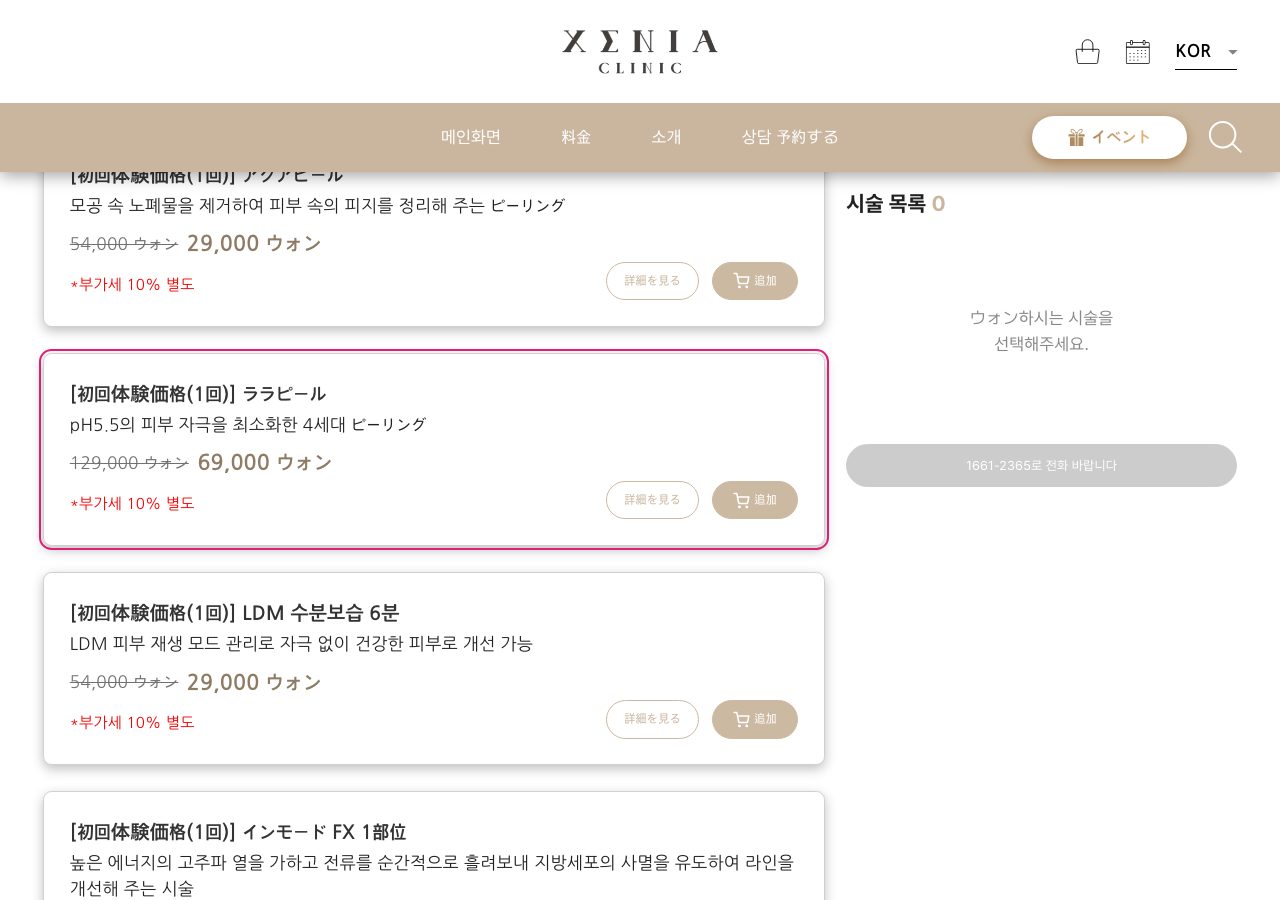 XENIA
CLINIC
KOR
메인화면
料金
소개
상담 予約する
イベント
[初回体験価格(1回)] アクアピール
모공 속 노폐물을 제거하여 피부 속의 피지를 정리해 주는 ピーリング
54,000 ウォン 29,000 ウォン
*부가세 10% 별도
詳細を見る
追加
시술 목록 0
ウォン하시는 시술을
선택해주세요.
1661-2365로 전화 바랍니다
[初回体験価格(1回)] ララピール
pH5.5의 피부 자극을 최소화한 4세대 ピーリング
129,000 ウォン 69,000 ウォン
*부가세 10% 별도
詳細を見る
追加
[初回体験価格(1回)] LDM 수분보습 6분
LDM 피부 재생 모드 관리로 자극 없이 건강한 피부로 개선 가능
54,000 ウォン 29,000 ウォン
*부가세 10% 별도
詳細を見る
追加
[初回体験価格(1回)] インモード FX 1部位
높은 에너지의 고주파 열을 가하고 전류를 순간적으로 흘려보내 지방세포의 사멸을 유도하여 라인을
개선해 주는 시술